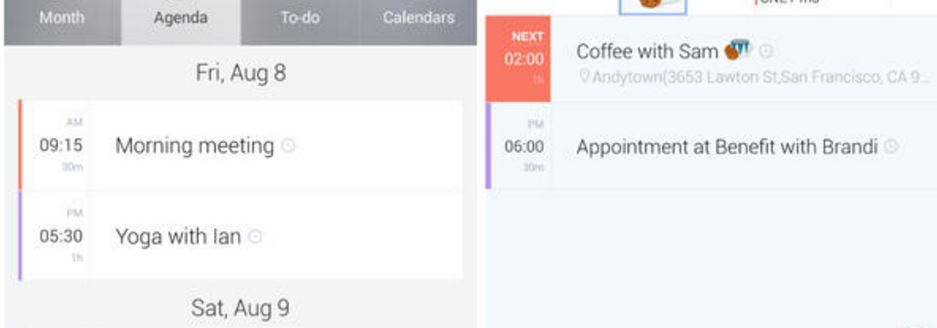 Month Agenda To-do Calendars
Fri, Aug 8
AM
09:15 Morning meeting
30m
PM
05:30 Yoga with Ian
1h
Sat, Aug 9
NEXT
02:00 Coffee with Sam
1h Andytown(3653 Lawton St,San Francisco, CA 9...
PM
06:00 Appointment at Benefit with Brandi
30m